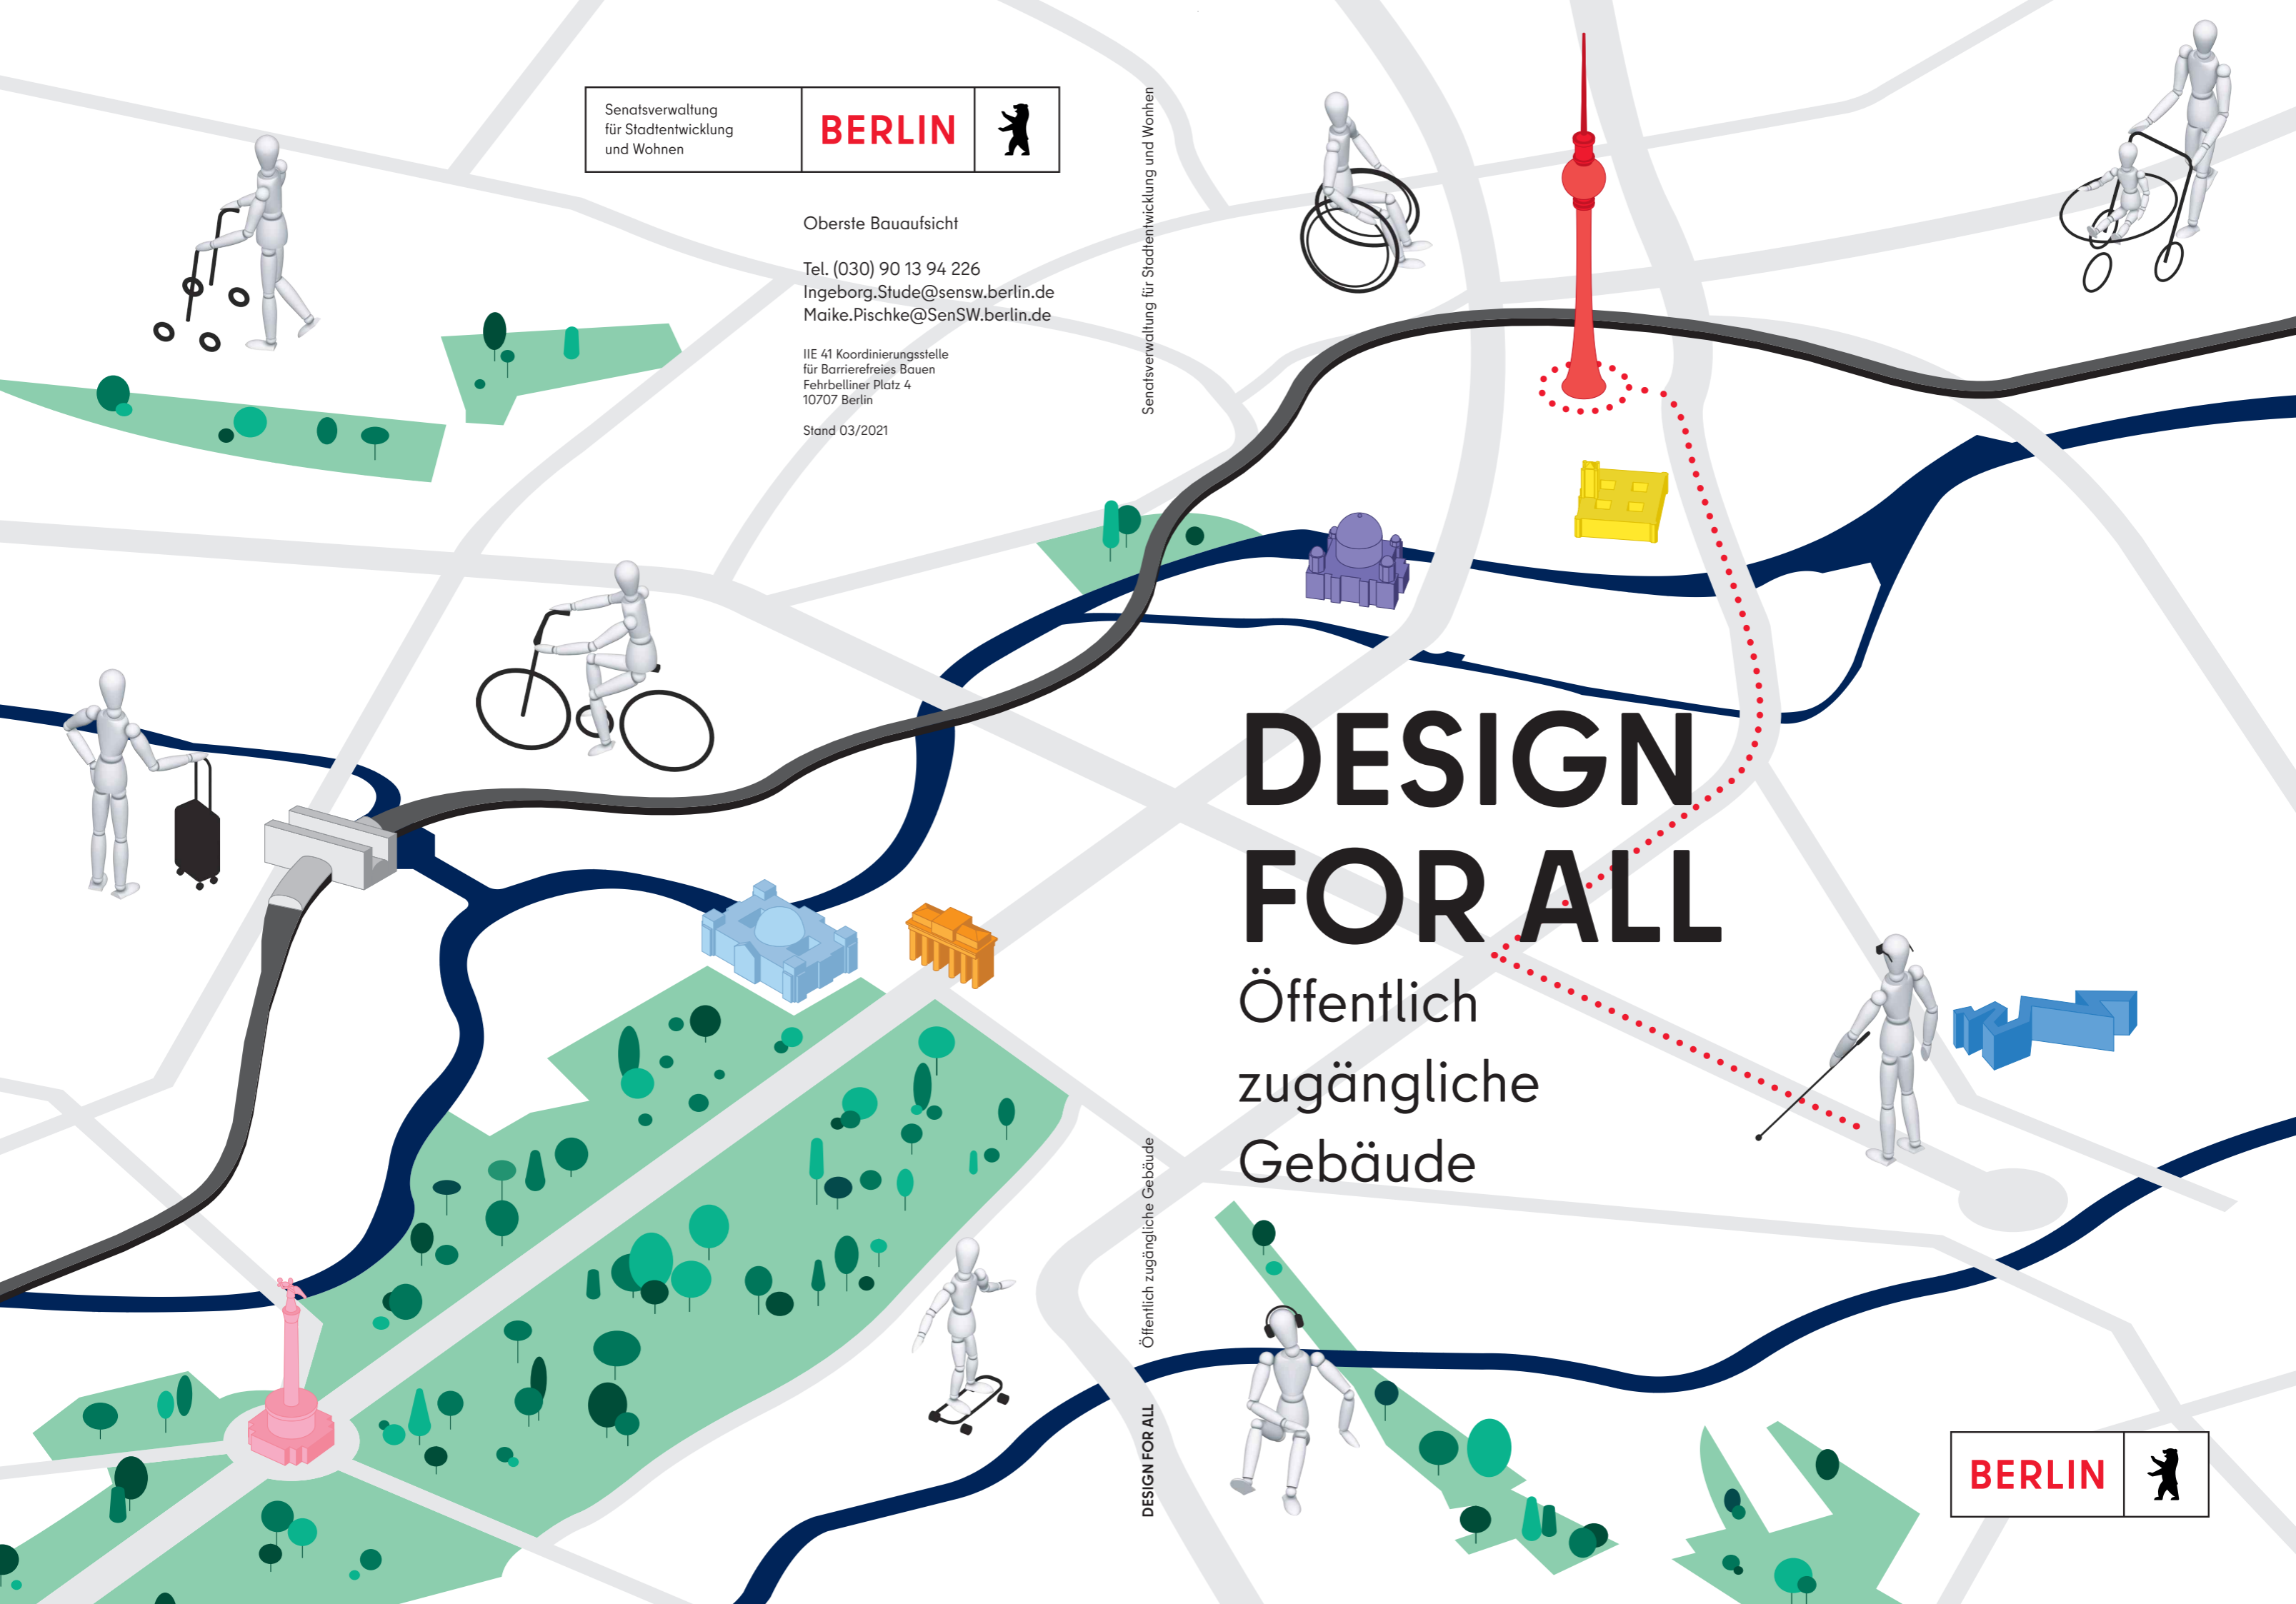 Senatsverwaltung
für Stadtentwicklung
und Wohnen
BERLIN
Oberste Bauaufsicht
Tel. (030) 90 13 94 226
Ingeborg.Stude@sensw.berlin.de
Maike.Pischke@SenSW.berlin.de
IIE 41 Koordinierungsstelle
für Barrierefreies Bauen
Fehrbelliner Platz 4
10707 Berlin
Stand 03/2021
Senatsverwaltung für Stadtentwicklung und Wonhen
Öffentlich zugängliche Gebäude
DESIGN FOR ALL
DESIGN
FOR ALL
Öffentlich
zugängliche
Gebäude
BERLIN